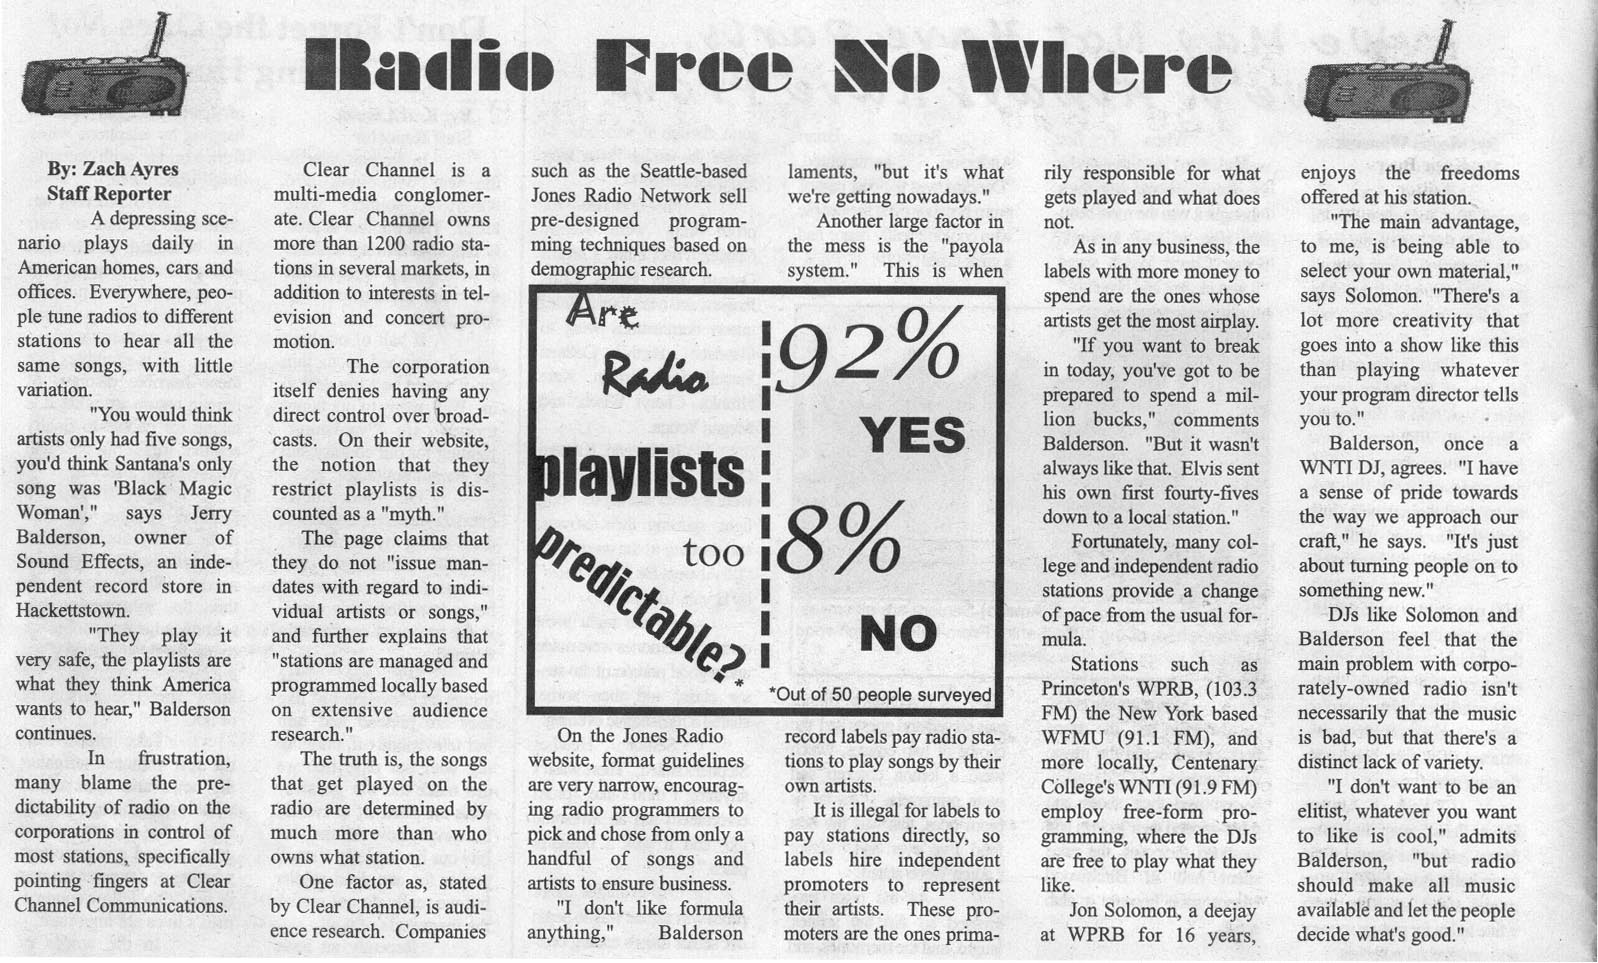 Radio Free No Where
By: Zach Ayres
Staff Reporter
A depressing sce-
nario plays daily in
American homes, cars and
offices. Everywhere, peo-
ple tune radios to different
stations to hear all the
same songs, with little
variation.
"You would think
artists only had five songs,
you'd think Santana's only
song was 'Black Magic
Woman'," says Jerry
Balderson, owner of
Sound Effects, an inde-
pendent record store in
Hackettstown.
"They play it
very safe, the playlists are
what they think America
wants to hear," Balderson
continues.
In frustration,
many blame the pre-
dictability of radio on the
corporations in control of
most stations, specifically
pointing fingers at Clear
Channel Communications.
Clear Channel is a
multi-media conglomer-
ate. Clear Channel owns
more than 1200 radio sta-
tions in several markets, in
addition to interests in tel-
evision and concert pro-
motion.
The corporation
itself denies having any
direct control over broad-
casts. On their website,
the notion that they
restrict playlists is dis-
counted as a "myth."
The page claims that
they do not "issue man-
dates with regard to indi-
vidual artists or songs,"
and further explains that
"stations are managed and
programmed locally based
on extensive audience
research."
The truth is, the songs
that get played on the
radio are determined by
much more than who
owns what station.
One factor as, stated
by Clear Channel, is audi-
ence research. Companies
such as the Seattle-based
Jones Radio Network sell
pre-designed program-
ming techniques based on
demographic research.
Are
Radio
playlists
too
predictable?*
92%
YES
8%
NO
*Out of 50 people surveyed
On the Jones Radio
website, format guidelines
are very narrow, encourag-
ing radio programmers to
pick and chose from only a
handful of songs and
artists to ensure business.
"I don't like formula
anything," Balderson
laments, "but it's what
we're getting nowadays."
Another large factor in
the mess is the "payola
system." This is when
record labels pay radio sta-
tions to play songs by their
own artists.
It is illegal for labels to
pay stations directly, so
labels hire independent
promoters to represent
their artists. These pro-
moters are the ones prima-
rily responsible for what
gets played and what does
not.
As in any business, the
labels with more money to
spend are the ones whose
artists get the most airplay.
"If you want to break
in today, you've got to be
prepared to spend a mil-
lion bucks," comments
Balderson. "But it wasn't
always like that. Elvis sent
his own first fourty-fives
down to a local station."
Fortunately, many col-
lege and independent radio
stations provide a change
of pace from the usual for-
mula.
Stations such as
Princeton's WPRB, (103.3
FM) the New York based
WFMU (91.1 FM), and
more locally, Centenary
College's WNTI (91.9 FM)
employ free-form pro-
gramming, where the DJs
are free to play what they
like.
Jon Solomon, a deejay
at WPRB for 16 years,
enjoys the freedoms
offered at his station.
"The main advantage,
to me, is being able to
select your own material,"
says Solomon. "There's a
lot more creativity that
goes into a show like this
than playing whatever
your program director tells
you to."
Balderson, once a
WNTI DJ, agrees. "I have
a sense of pride towards
the way we approach our
craft," he says. "It's just
about turning people on to
something new."
DJs like Solomon and
Balderson feel that the
main problem with corpo-
rately-owned radio isn't
necessarily that the music
is bad, but that there's a
distinct lack of variety.
"I don't want to be an
elitist, whatever you want
to like is cool," admits
Balderson, "but radio
should make all music
available and let the people
decide what's good."